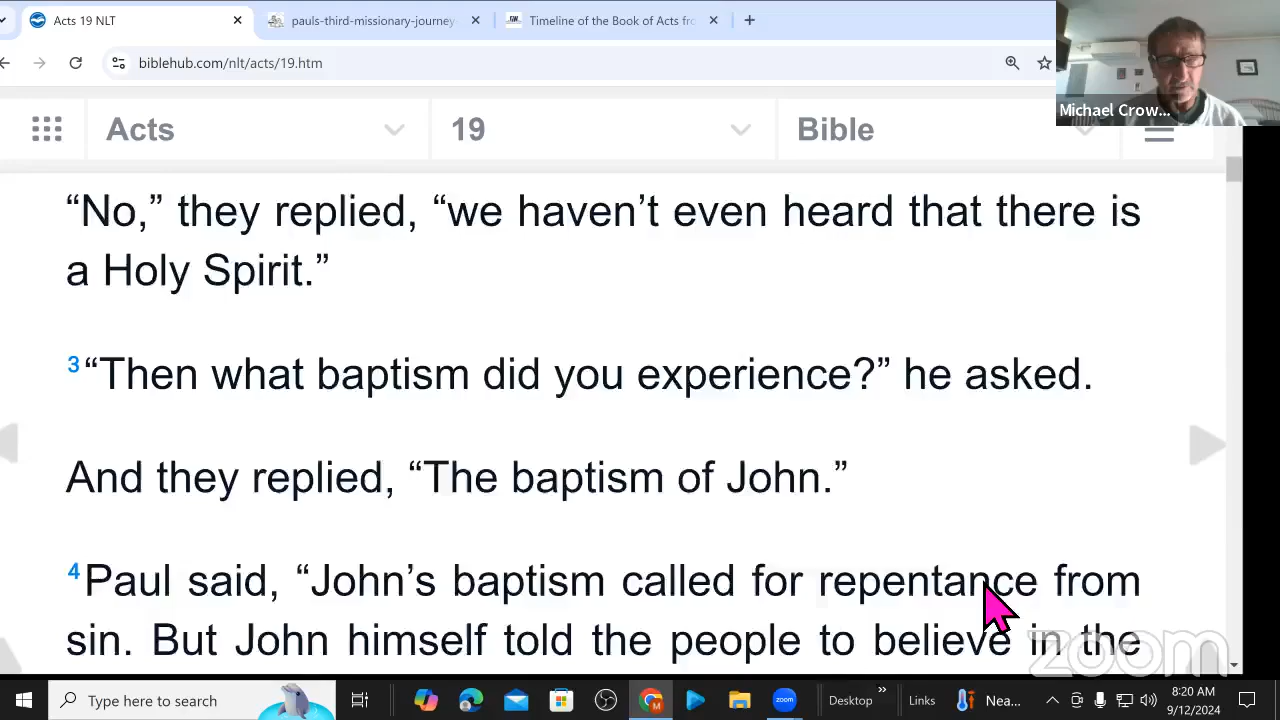 Acts 19 NLT
pauls-third-missionary-journey
Timeline of the Book of Acts fro
biblehub.com/nlt/acts/19.htm
Michael Crow...
Acts
19
Bible
“No,” they replied, “we haven’t even heard that there is
a Holy Spirit.”
3 “Then what baptism did you experience?” he asked.
And they replied, “The baptism of John.”
4 Paul said, “John’s baptism called for repentance from
sin. But John himself told the people to believe in the
zoom
Type here to search
zoom
Desktop
»
Links
Nea...
8:20 AM
9/12/2024